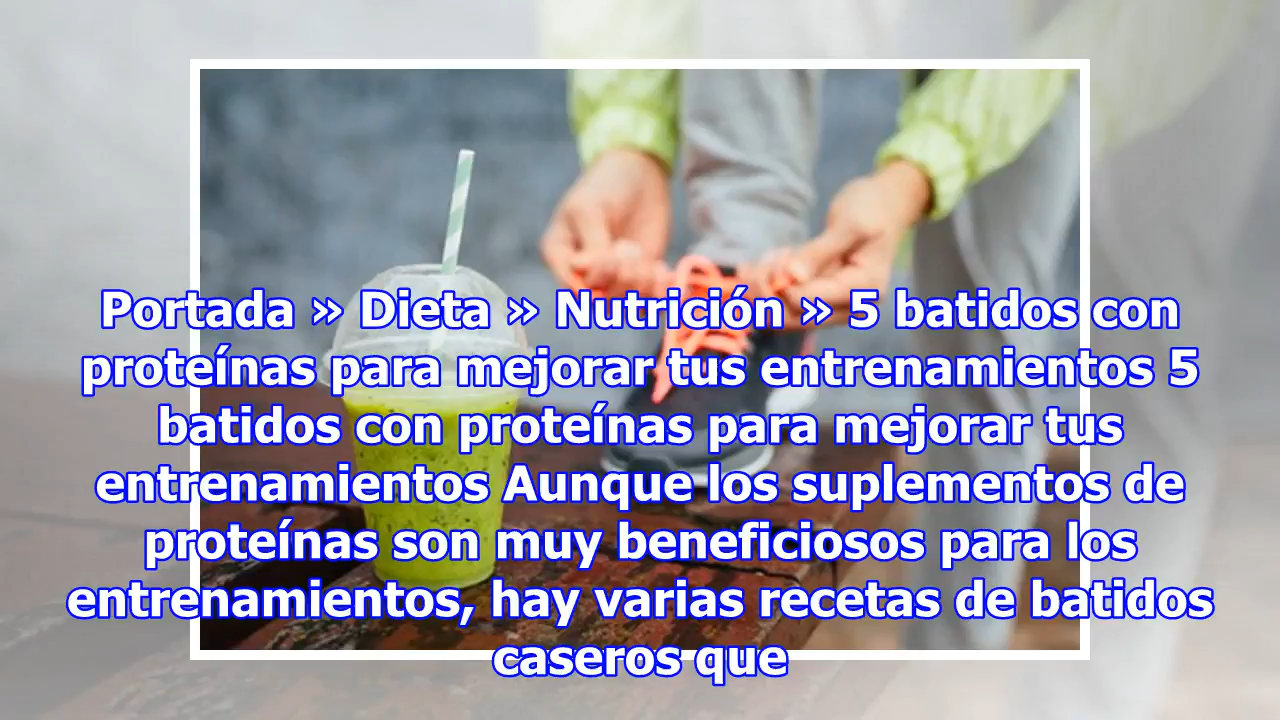 Portada » Dieta » Nutrición » 5 batidos con
proteínas para mejorar tus entrenamientos 5
batidos con proteínas para mejorar tus
entrenamientos Aunque los suplementos de
proteínas son muy beneficiosos para los
entrenamientos, hay varias recetas de batidos
caseros que